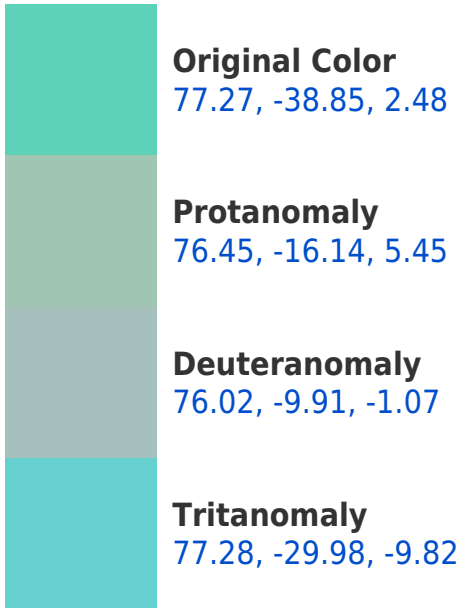 Original Color
77.27, -38.85, 2.48
Protanomaly
76.45, -16.14, 5.45
Deuteranomaly
76.02, -9.91, -1.07
Tritanomaly
77.28, -29.98, -9.82